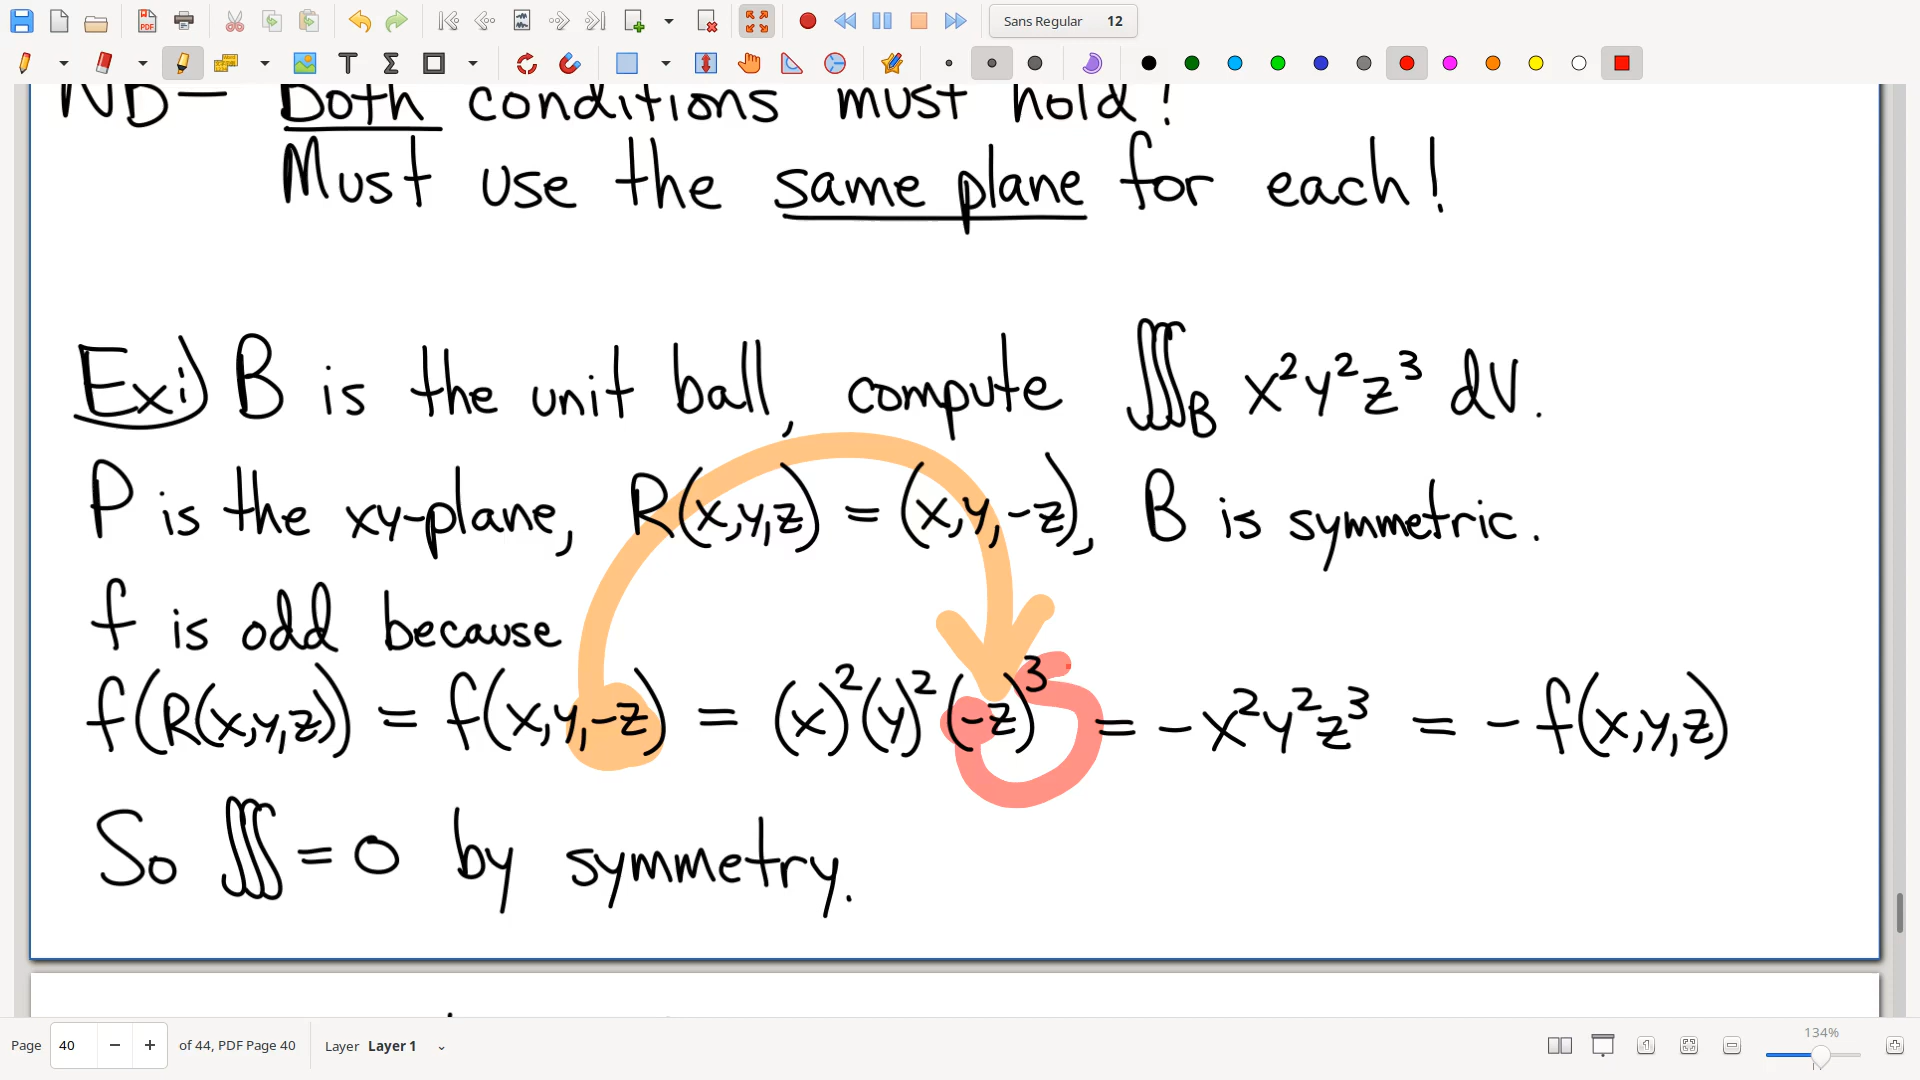 Sans Regular 12
NB— Both conditions must hold!
Must use the same plane for each!
Ex:) B is the unit ball, compute ∭_B x²y²z³ dV.
P is the xy-plane, R(x,y,z) = (x,y,-z), B is symmetric.
f is odd because
f(R(x,y,z)) = f(x,y,-z) = (x)²(y)²(-z)³ = -x²y²z³ = -f(x,y,z)
So ∭ = 0 by symmetry.
Page 40 of 44, PDF Page 40 Layer Layer 1 134%